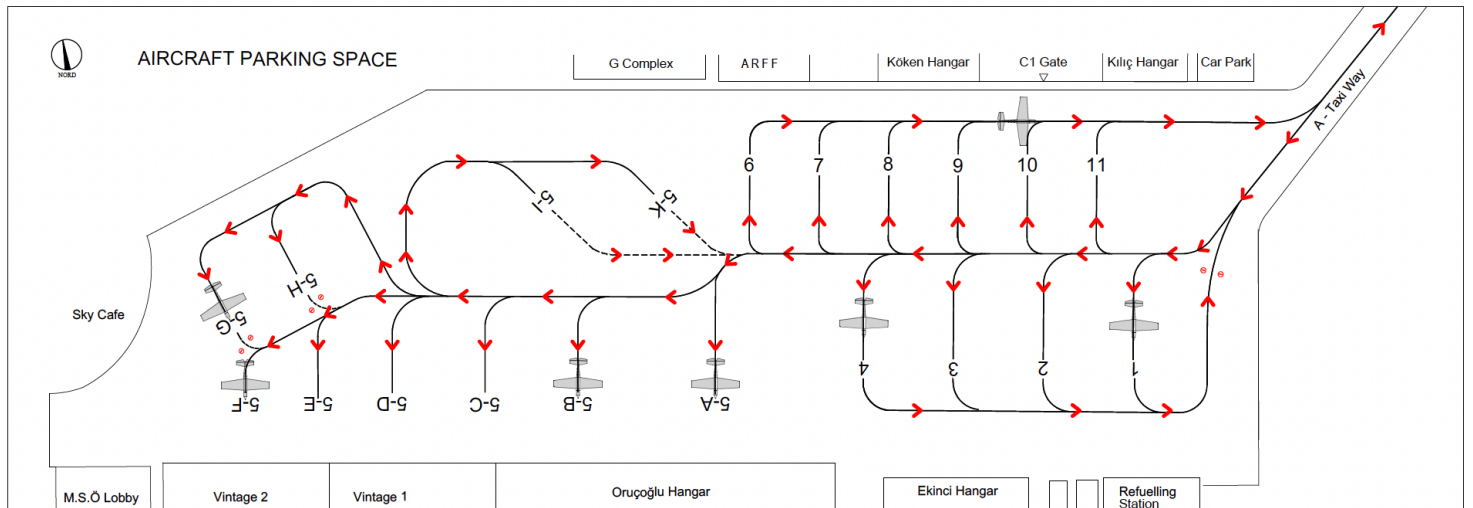 NORD
AIRCRAFT PARKING SPACE
G Complex
ARFF
Köken Hangar
C1 Gate
Kılıç Hangar
Car Park
A - Taxi Way
6
7
8
9
10
11
5-I
5-K
5-H
5-G
Sky Cafe
5-F
5-E
5-D
5-C
5-B
5-A
4
3
2
1
M.S.Ö Lobby
Vintage 2
Vintage 1
Oruçoğlu Hangar
Ekinci Hangar
Refuelling
Station